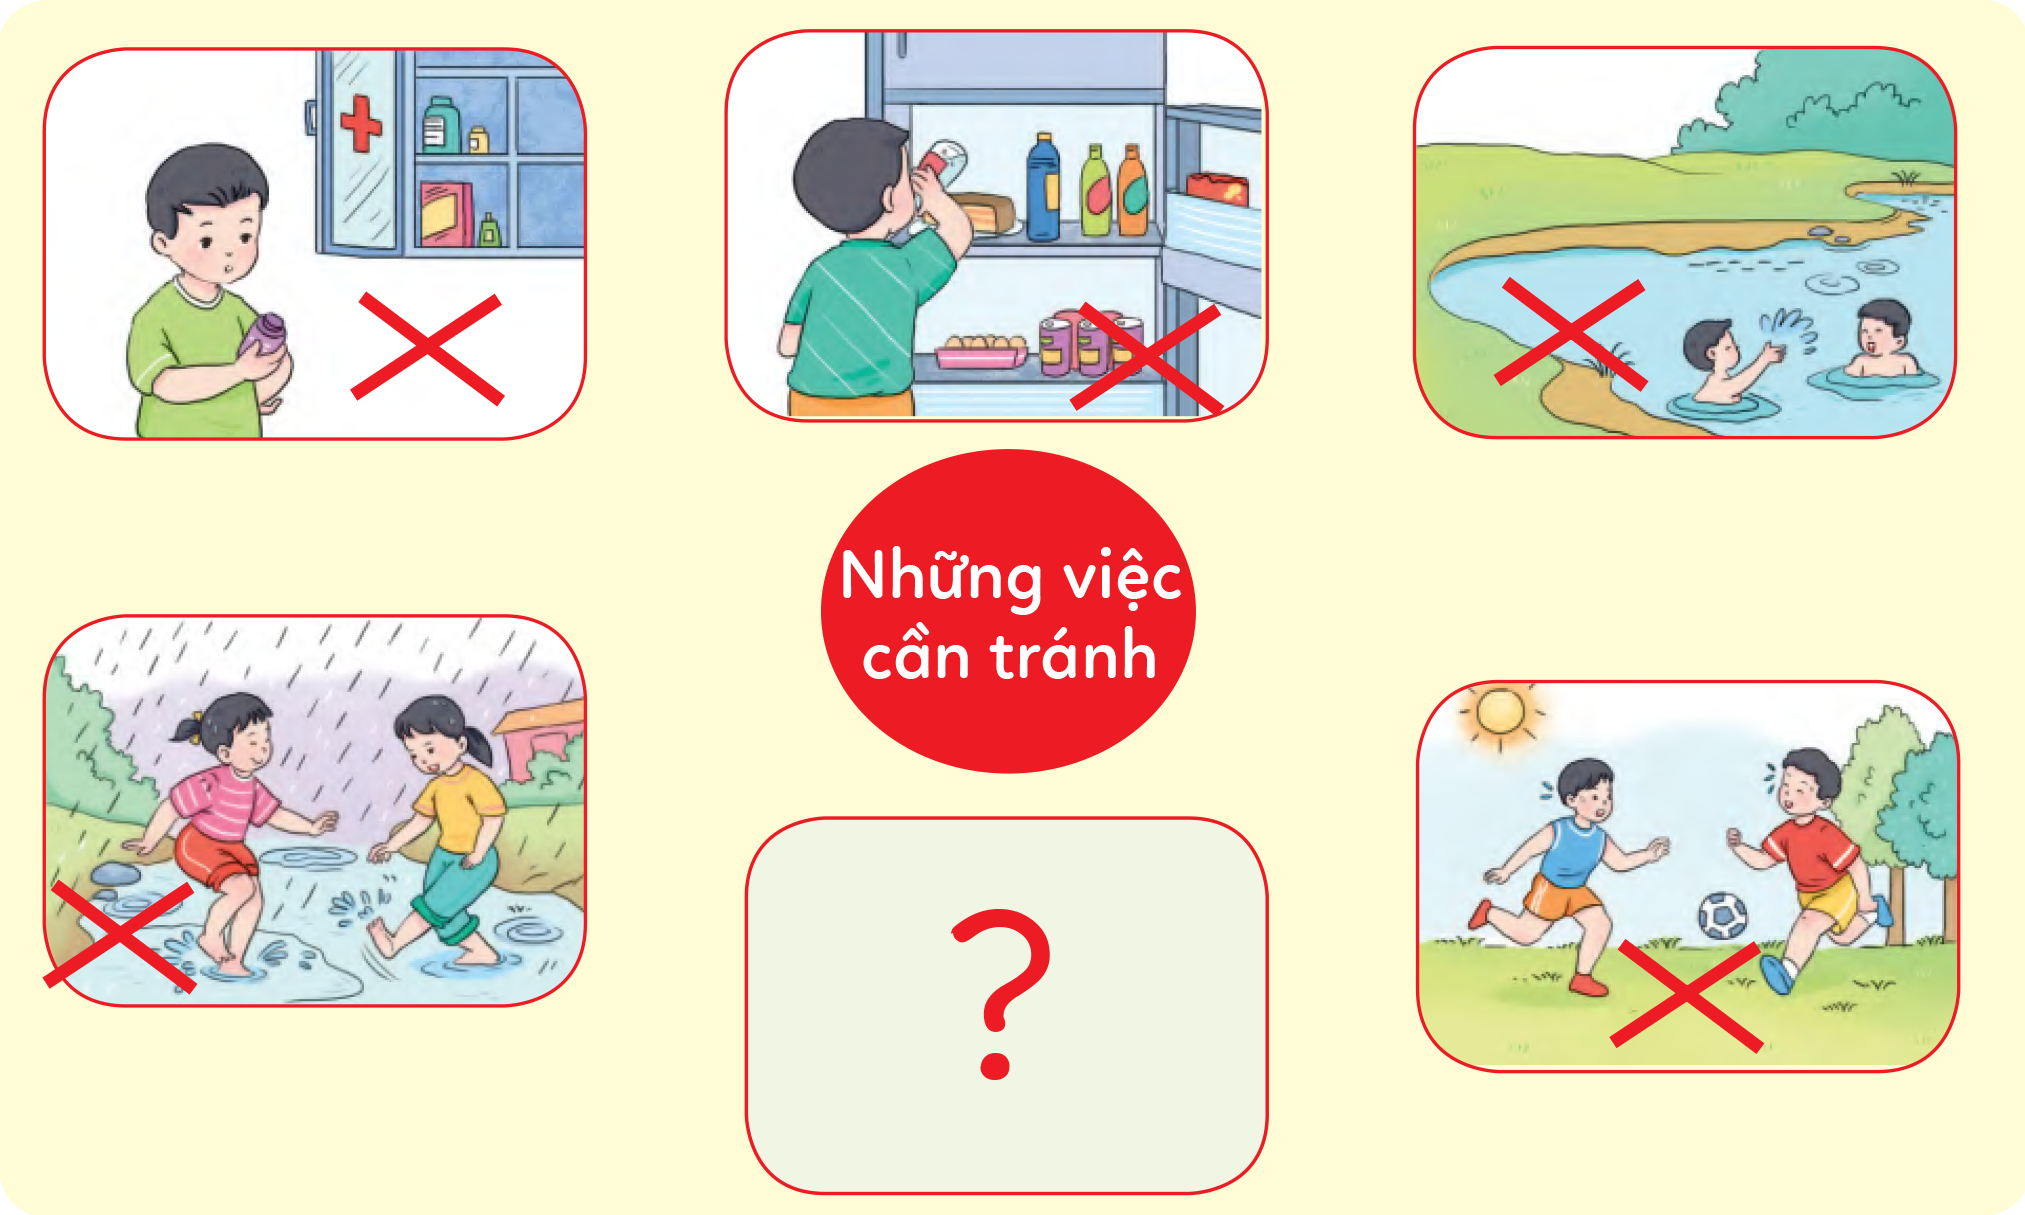 Những việc
cần tránh
?